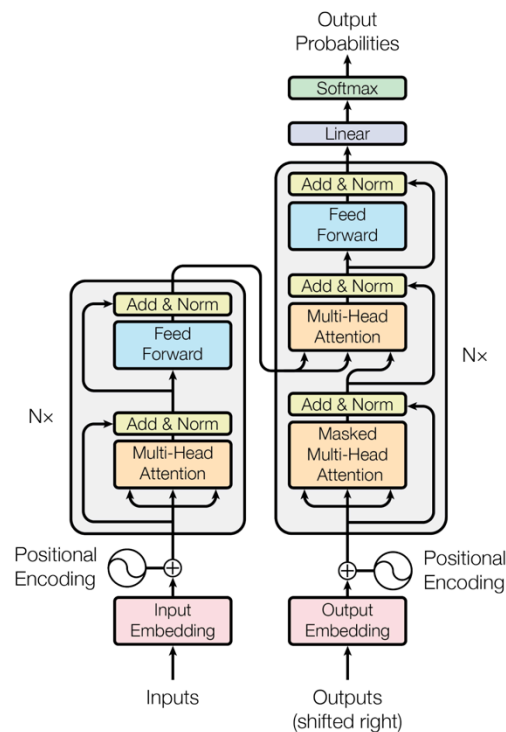 Output
Probabilities
Softmax
Linear
Add & Norm
Feed
Forward
Add & Norm
Multi-Head
Attention
Nx
Add & Norm
Masked
Multi-Head
Attention
Add & Norm
Feed
Forward
Nx
Add & Norm
Multi-Head
Attention
Positional
Encoding
Positional
Encoding
Input
Embedding
Output
Embedding
Inputs
Outputs
(shifted right)